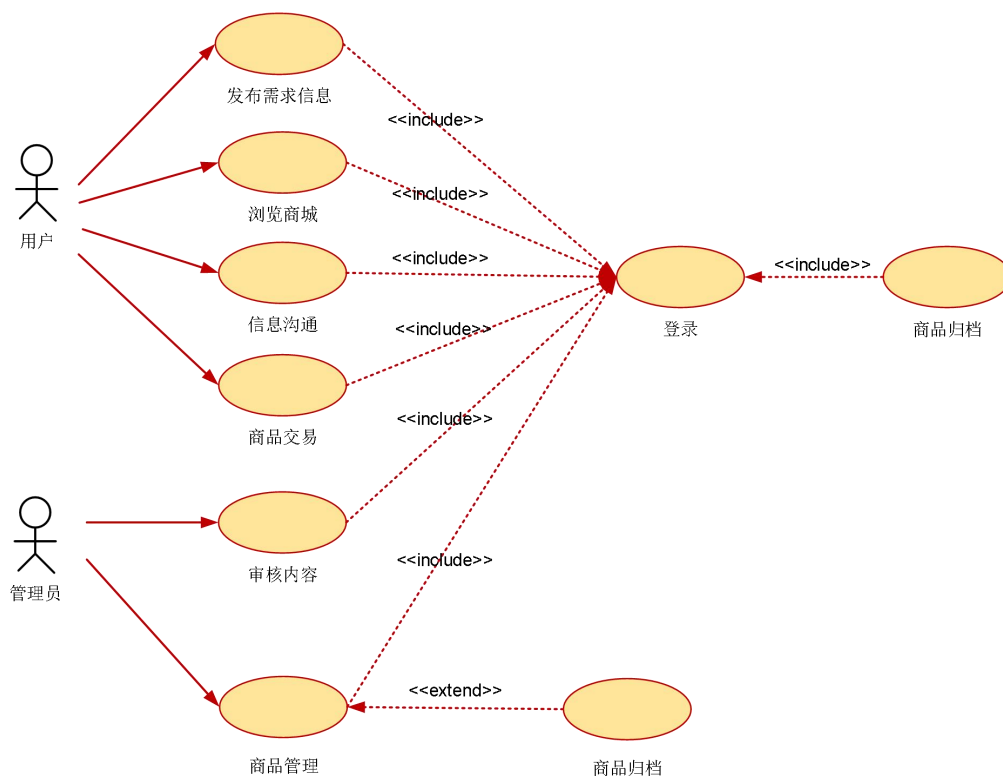 发布需求信息
<<include>>
浏览商城
<<include>>
用户
<<include>>
<<include>>
信息沟通
登录
商品归档
<<include>>
商品交易
<<include>>
审核内容
管理员
<<include>>
<<extend>>
商品管理
商品归档